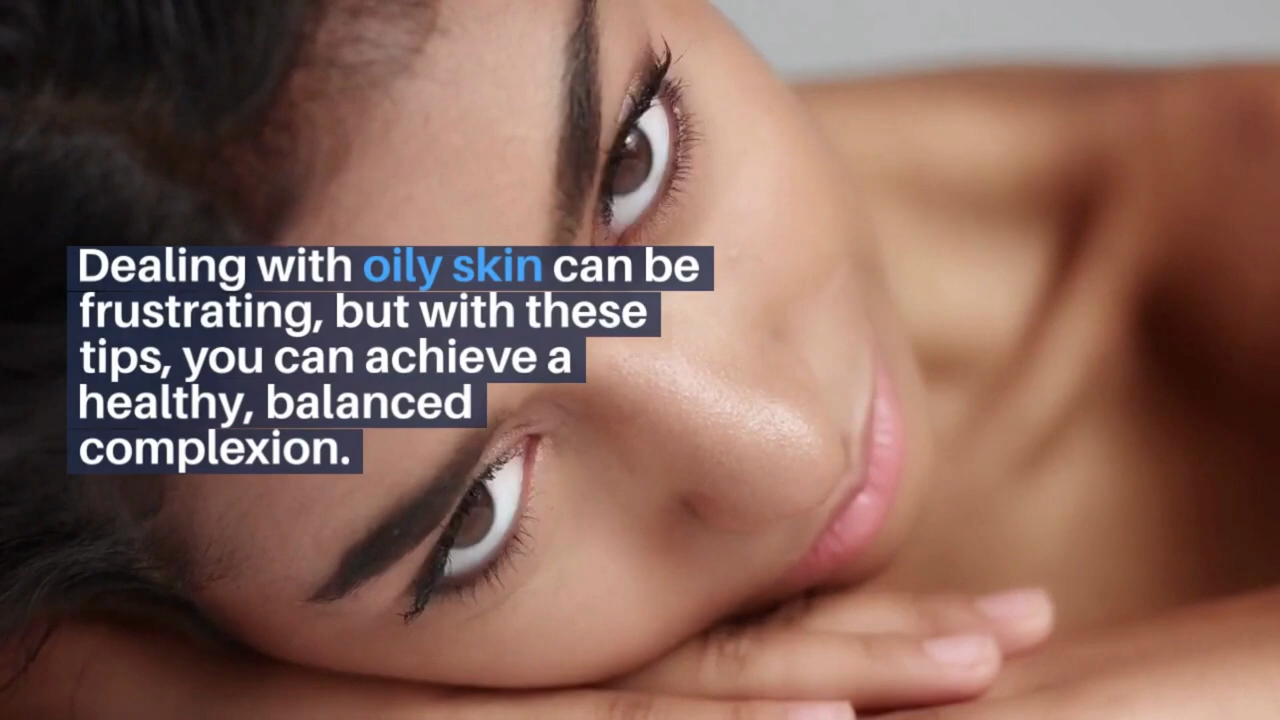 Dealing with oily skin can be
frustrating, but with these
tips, you can achieve a
healthy, balanced
complexion.